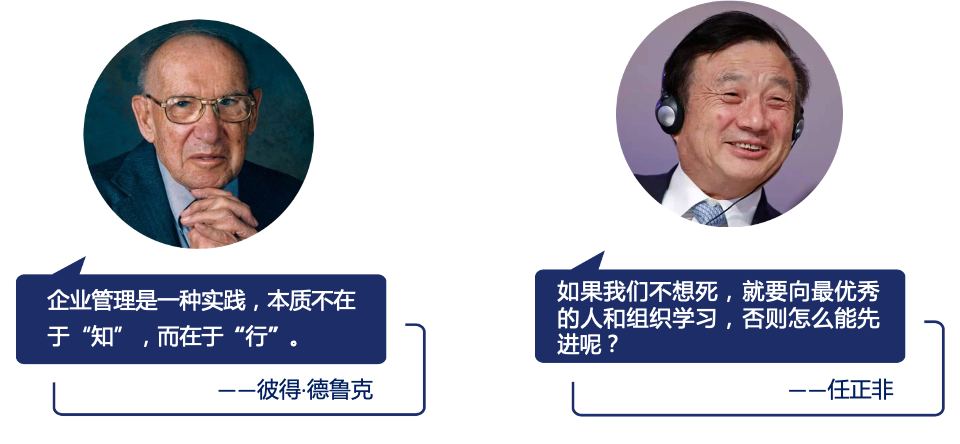 企业管理是一种实践，本质不在
于“知”，而在于“行”。
——彼得·德鲁克
如果我们不想死，就要向最优秀
的人和组织学习，否则怎么能先
进呢？
——任正非